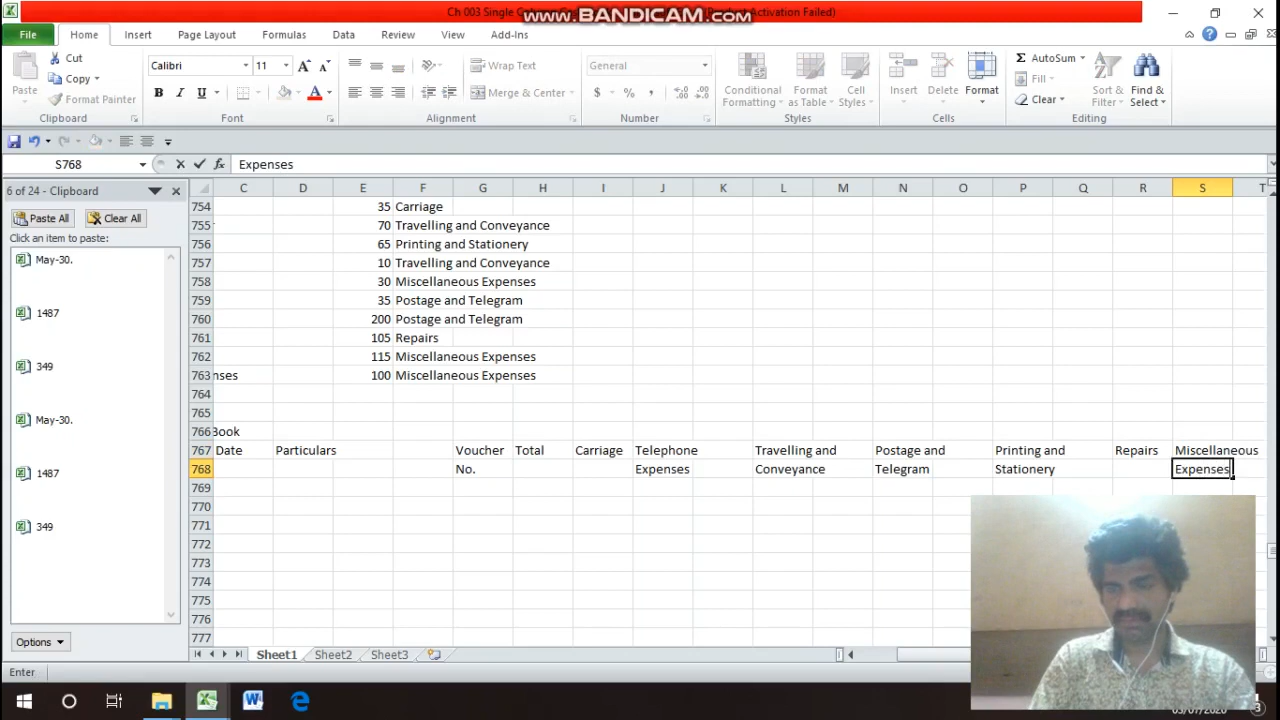 Ch 003 Single Column
Product Activation Failed)
www.BANDICAM.com
File Home Insert Page Layout Formulas Data Review View Add-Ins
Cut Calibri 11 Wrap Text General AutoSum
Paste Copy Conditional Format Cell Insert Delete Format Fill Sort & Find &
Format Painter B I U A Merge & Center $ % , Formatting as Table Styles Clear Filter Select
Clipboard Font Alignment Number Styles Cells Editing
S768 fx Expenses
6 of 24 - Clipboard
Paste All Clear All
Click an item to paste:
May-30.
1487
349
May-30.
1487
349
Options
C D E F G H I J K L M N O P Q R S T
754 35 Carriage
755 70 Travelling and Conveyance
756 65 Printing and Stationery
757 10 Travelling and Conveyance
758 30 Miscellaneous Expenses
759 35 Postage and Telegram
760 200 Postage and Telegram
761 105 Repairs
762 115 Miscellaneous Expenses
763 nses 100 Miscellaneous Expenses
764
765
766 Book
767 Date Particulars Voucher Total Carriage Telephone Travelling and Postage and Printing and Repairs Miscellaneous
768 No. Expenses Conveyance Telegram Stationery Expenses
769
770
771
772
773
774
775
776
777
Sheet1 Sheet2 Sheet3
Enter
3